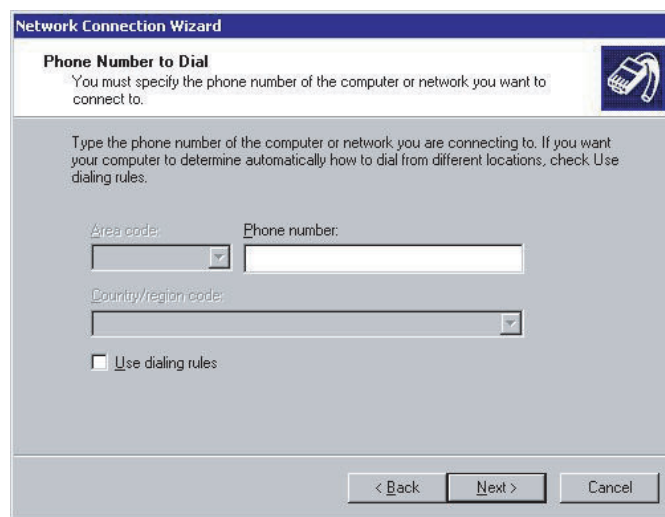 Network Connection Wizard
Phone Number to Dial
You must specify the phone number of the computer or network you want to
connect to.
Type the phone number of the computer or network you are connecting to. If you want
your computer to determine automatically how to dial from different locations, check Use
dialing rules.
Area code: Phone number:
Country/region code:
Use dialing rules
< Back Next > Cancel